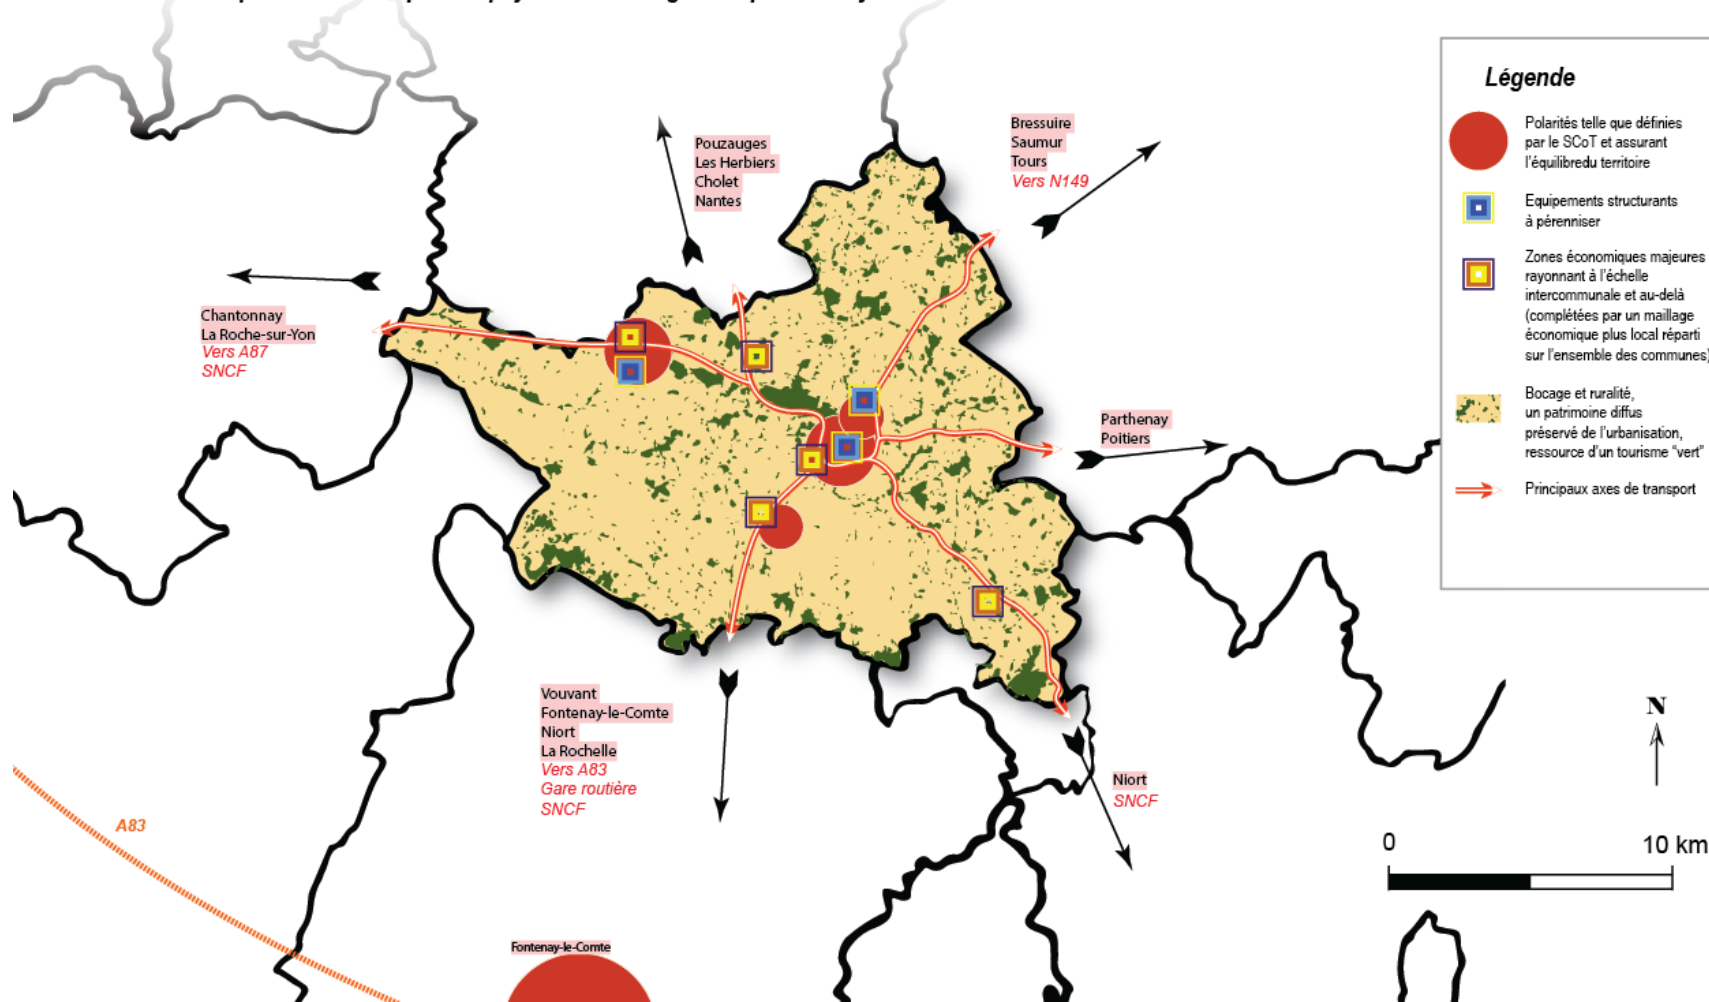 Pouzauges
Les Herbiers
Cholet
Nantes
Bressuire
Saumur
Tours
Vers N149
Chantonnay
La Roche-sur-Yon
Vers A87
SNCF
Parthenay
Poitiers
Vouvant
Fontenay-le-Comte
Niort
La Rochelle
Vers A83
Gare routière
SNCF
Niort
SNCF
A83
Fontenay-le-Comte
Légende
Polarités telle que définies
par le SCoT et assurant
l'équilibredu territoire
Equipements structurants
à pérenniser
Zones économiques majeures
rayonnant à l'échelle
intercommunale et au-delà
(complétées par un maillage
économique plus local réparti
sur l'ensemble des communes)
Bocage et ruralité,
un patrimoine diffus
préservé de l'urbanisation,
ressource d'un tourisme "vert"
Principaux axes de transport
N
0
10 km